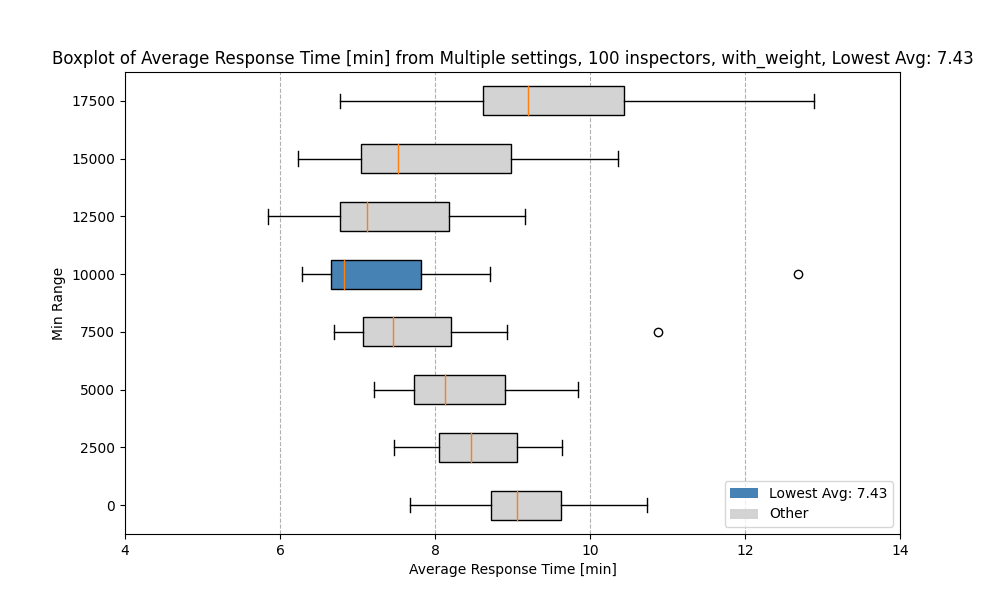 Boxplot of Average Response Time [min] from Multiple settings, 100 inspectors, with_weight, Lowest Avg: 7.43
17500
15000
12500
10000
7500
5000
2500
0
Min Range
4
6
8
10
12
14
Average Response Time [min]
Lowest Avg: 7.43
Other